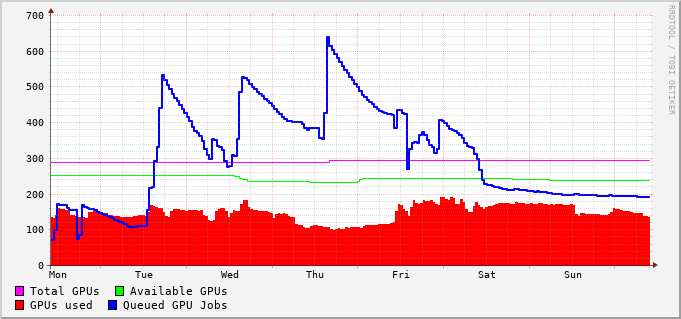 700
600
500
400
300
200
100
0
Mon Tue Wed Thu Fri Sat Sun
Total GPUs Available GPUs
GPUs used Queued GPU Jobs
RRDTOOL / TOBI OETIKER